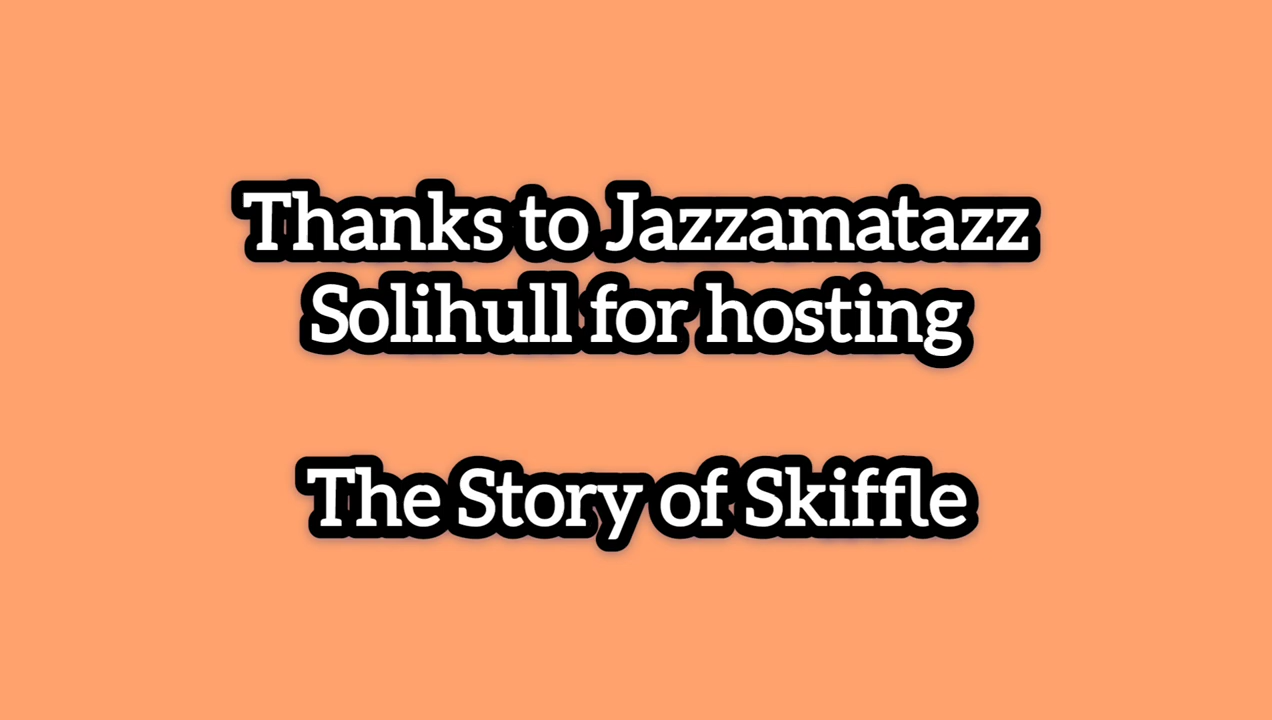 Thanks to Jazzamatazz
Solihull for hosting
The Story of Skiffle